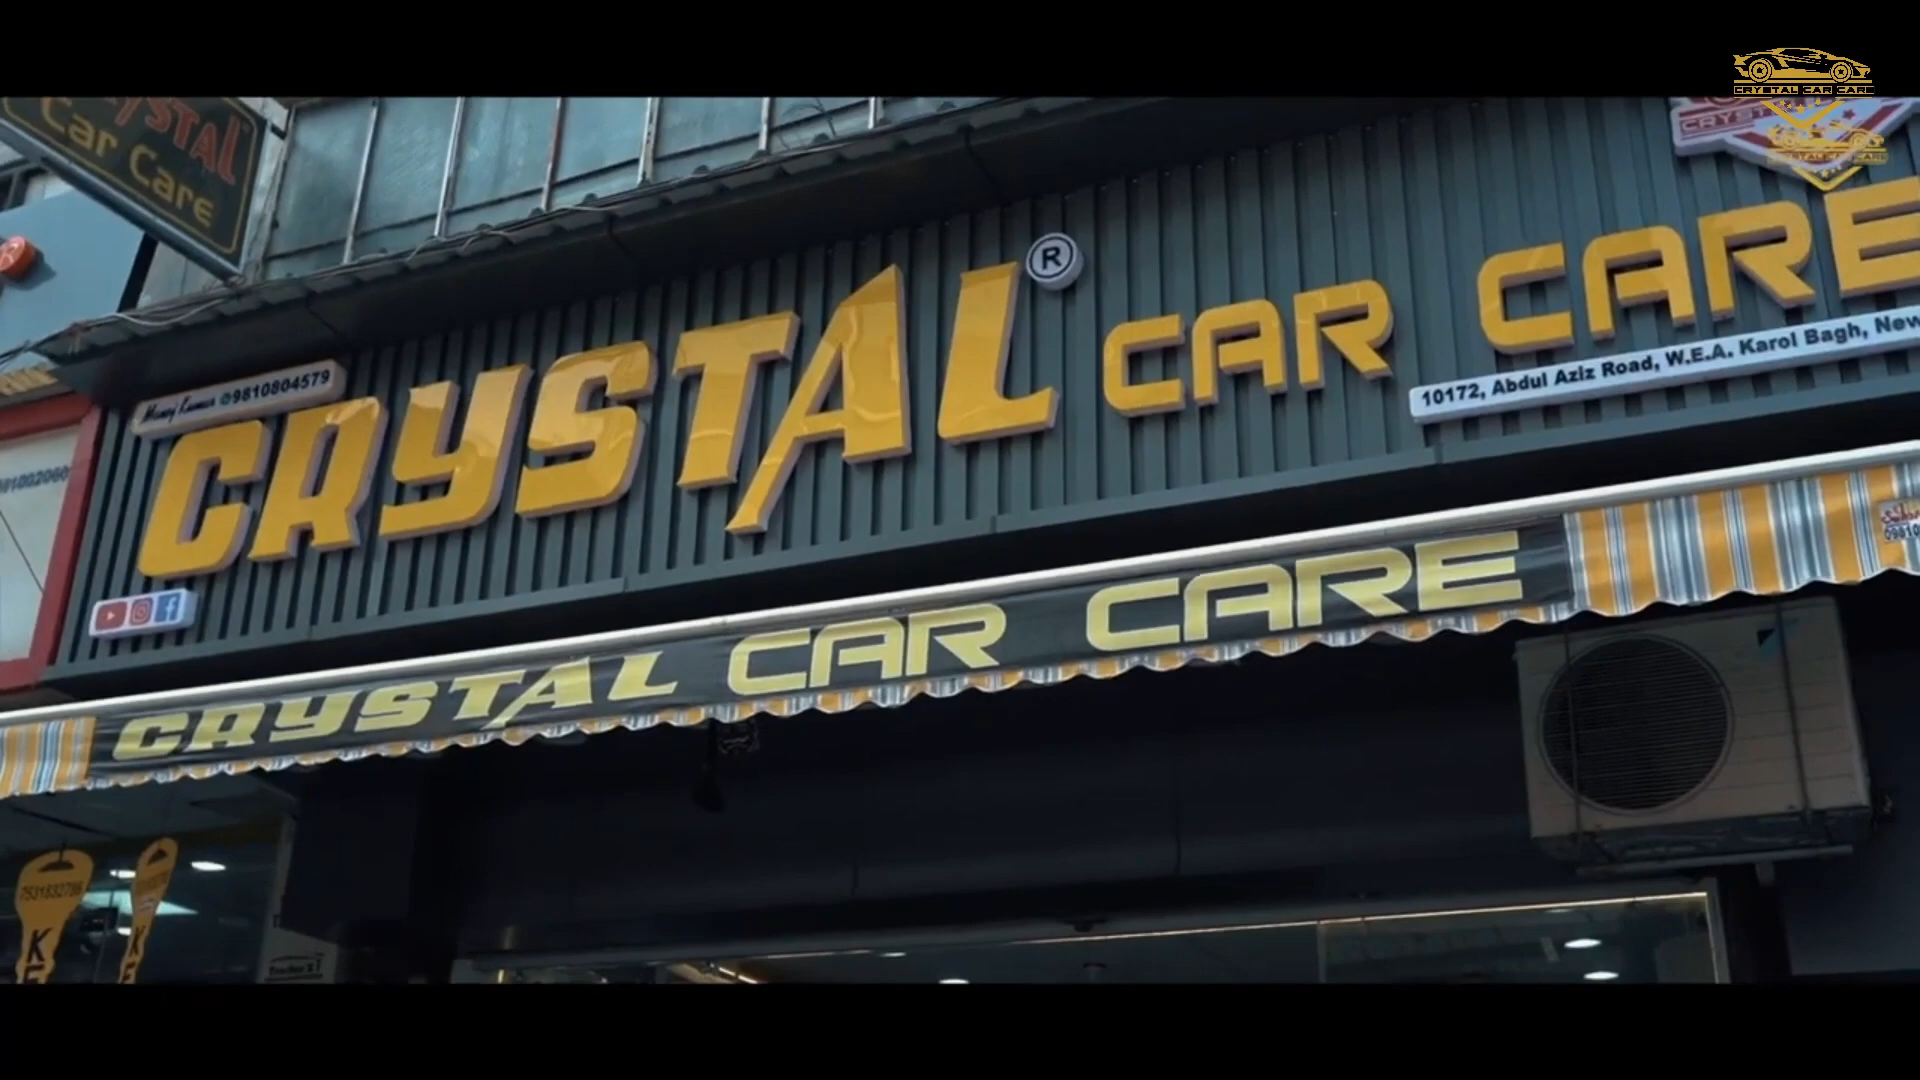 CRYSTAL CAR CARE
CRYSTAL
Car Care
®
Manoj Kumar 9810804579
CRYSTAL CAR CARE
10172, Abdul Aziz Road, W.E.A. Karol Bagh, New
CRYSTAL CAR CARE
7531832786
K
K